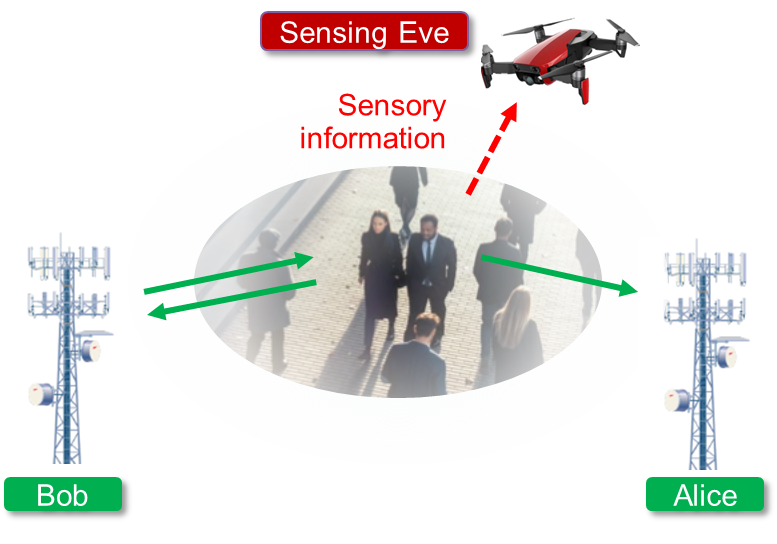 Sensing Eve
Sensory
information
Bob
Alice